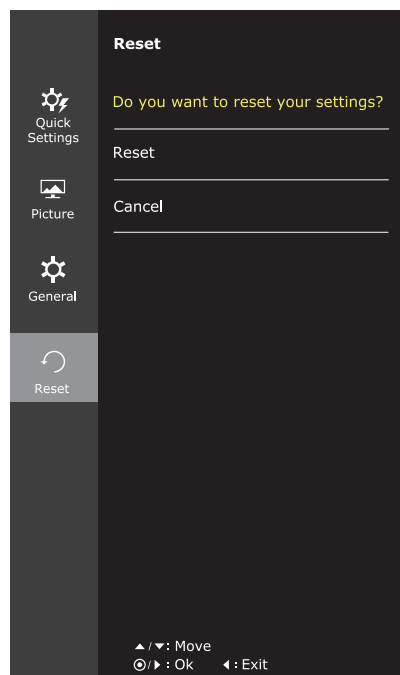 Reset
Do you want to reset your settings?
Reset
Cancel
Quick
Settings
Picture
General
Reset
▲/▼: Move
◉/▶ : Ok ◀ : Exit